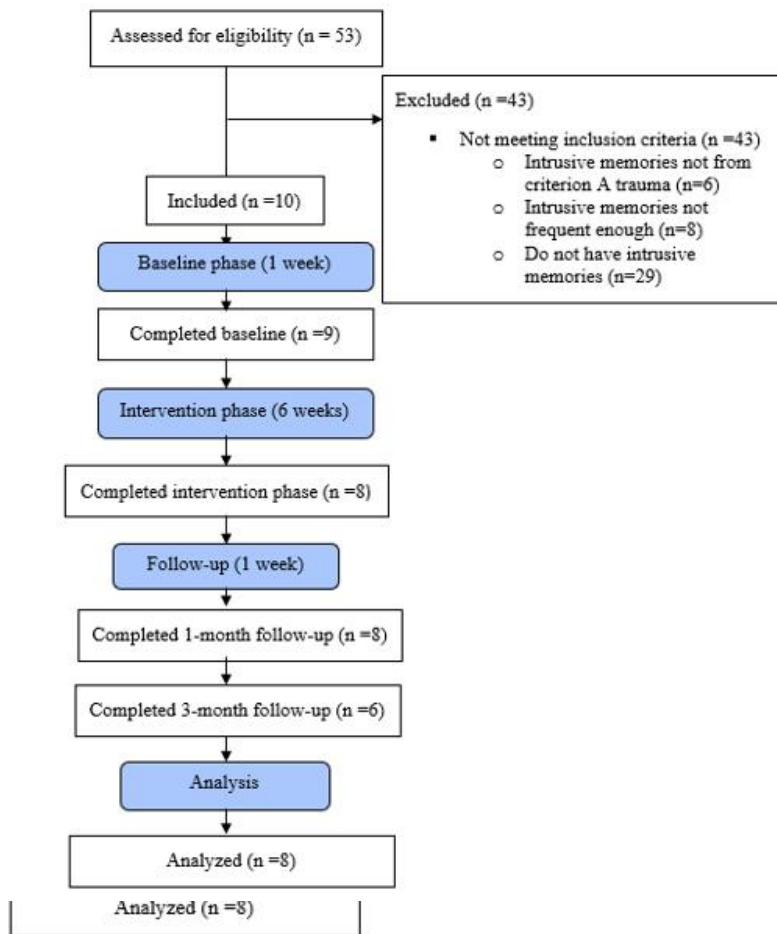 Assessed for eligibility (n = 53)
Excluded (n =43)
▪ Not meeting inclusion criteria (n =43)
o Intrusive memories not from
criterion A trauma (n=6)
o Intrusive memories not
frequent enough (n=8)
o Do not have intrusive
memories (n=29)
Included (n =10)
Baseline phase (1 week)
Completed baseline (n =9)
Intervention phase (6 weeks)
Completed intervention phase (n =8)
Follow-up (1 week)
Completed 1-month follow-up (n =8)
Completed 3-month follow-up (n =6)
Analysis
Analyzed (n =8)
Analyzed (n =8)